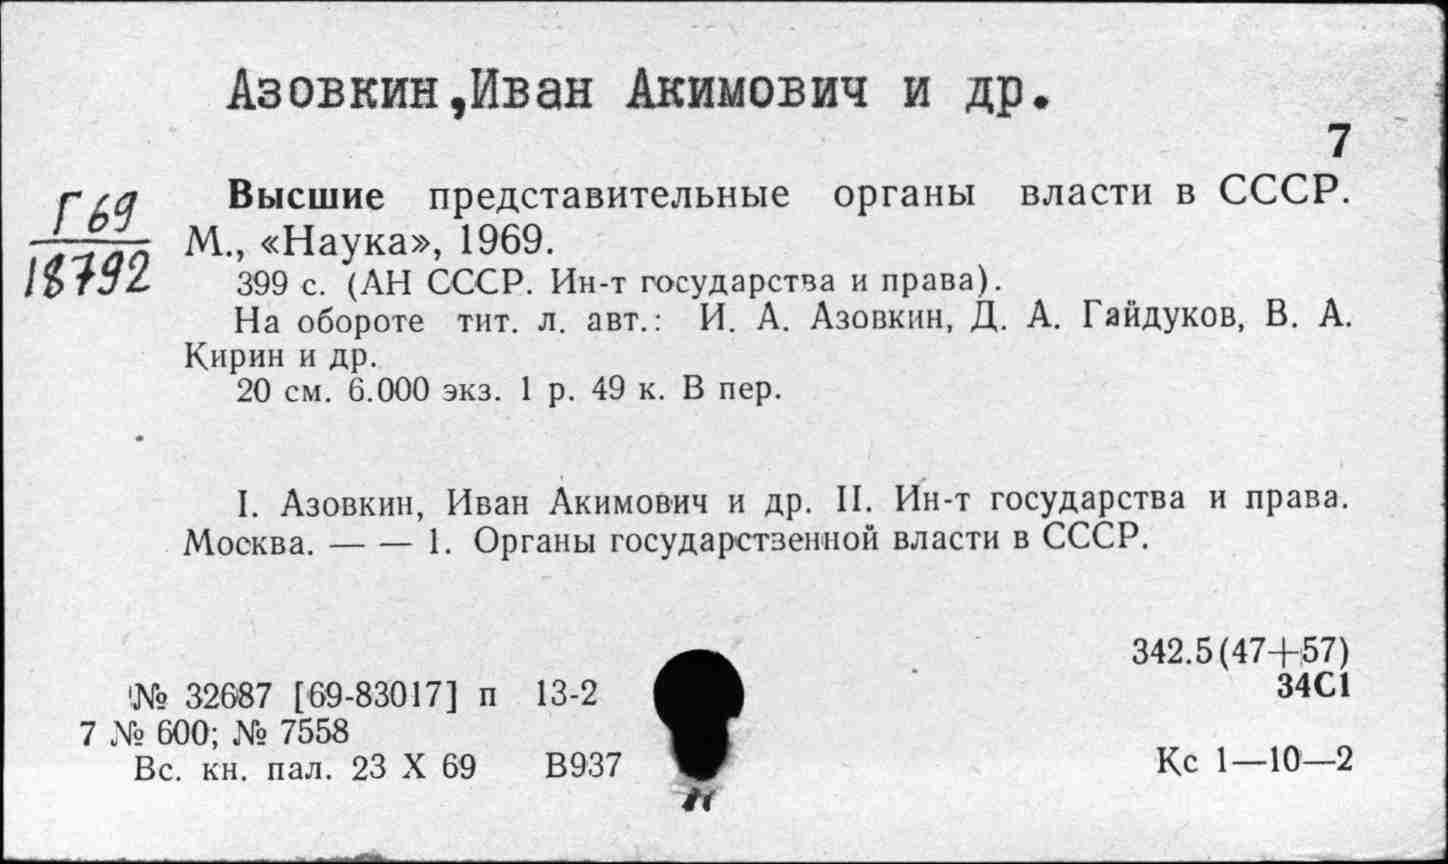 Азовкин,Иван Акимович и др.
7
Г69
18792
Высшие представительные органы власти в СССР.
М., «Наука», 1969.
399 с. (АН СССР. Ин-т государства и права).
На обороте тит. л. авт.: И. А. Азовкин, Д. А. Гайдуков, В. А.
Кирин и др.
20 см. 6.000 экз. 1 р. 49 к. В пер.
I. Азовкин, Иван Акимович и др. II. Ин-т государства и права.
Москва. — — 1. Органы государственной власти в СССР.
342.5(47+57)
34С1
№ 32687 [69-83017] п 13-2
7 № 600; № 7558
Вс. кн. пал. 23 X 69 В937
Кс 1—10—2